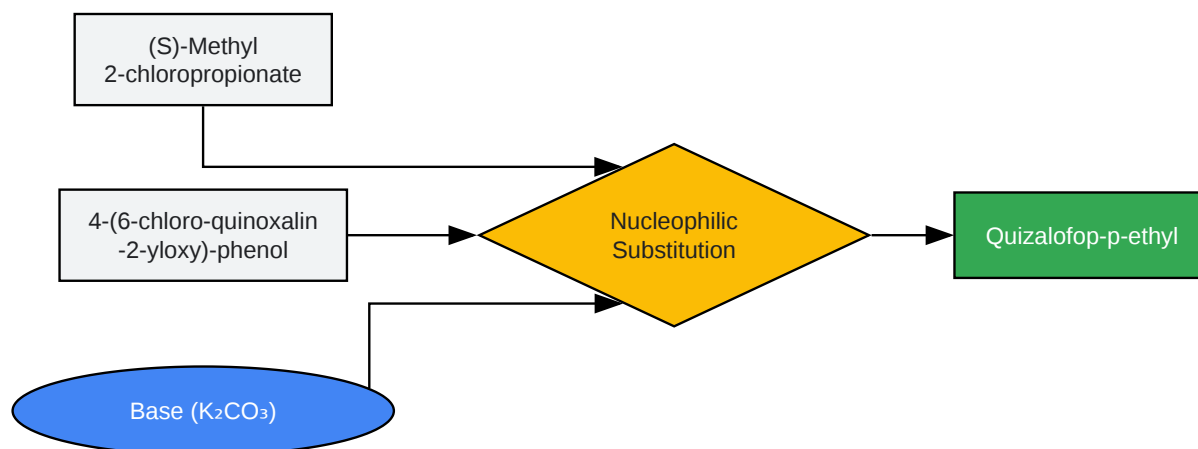 (S)-Methyl
2-chloropropionate
4-(6-chloro-quinoxalin
-2-yloxy)-phenol
Nucleophilic
Substitution
Quizalofop-p-ethyl
Base (K₂CO₃)